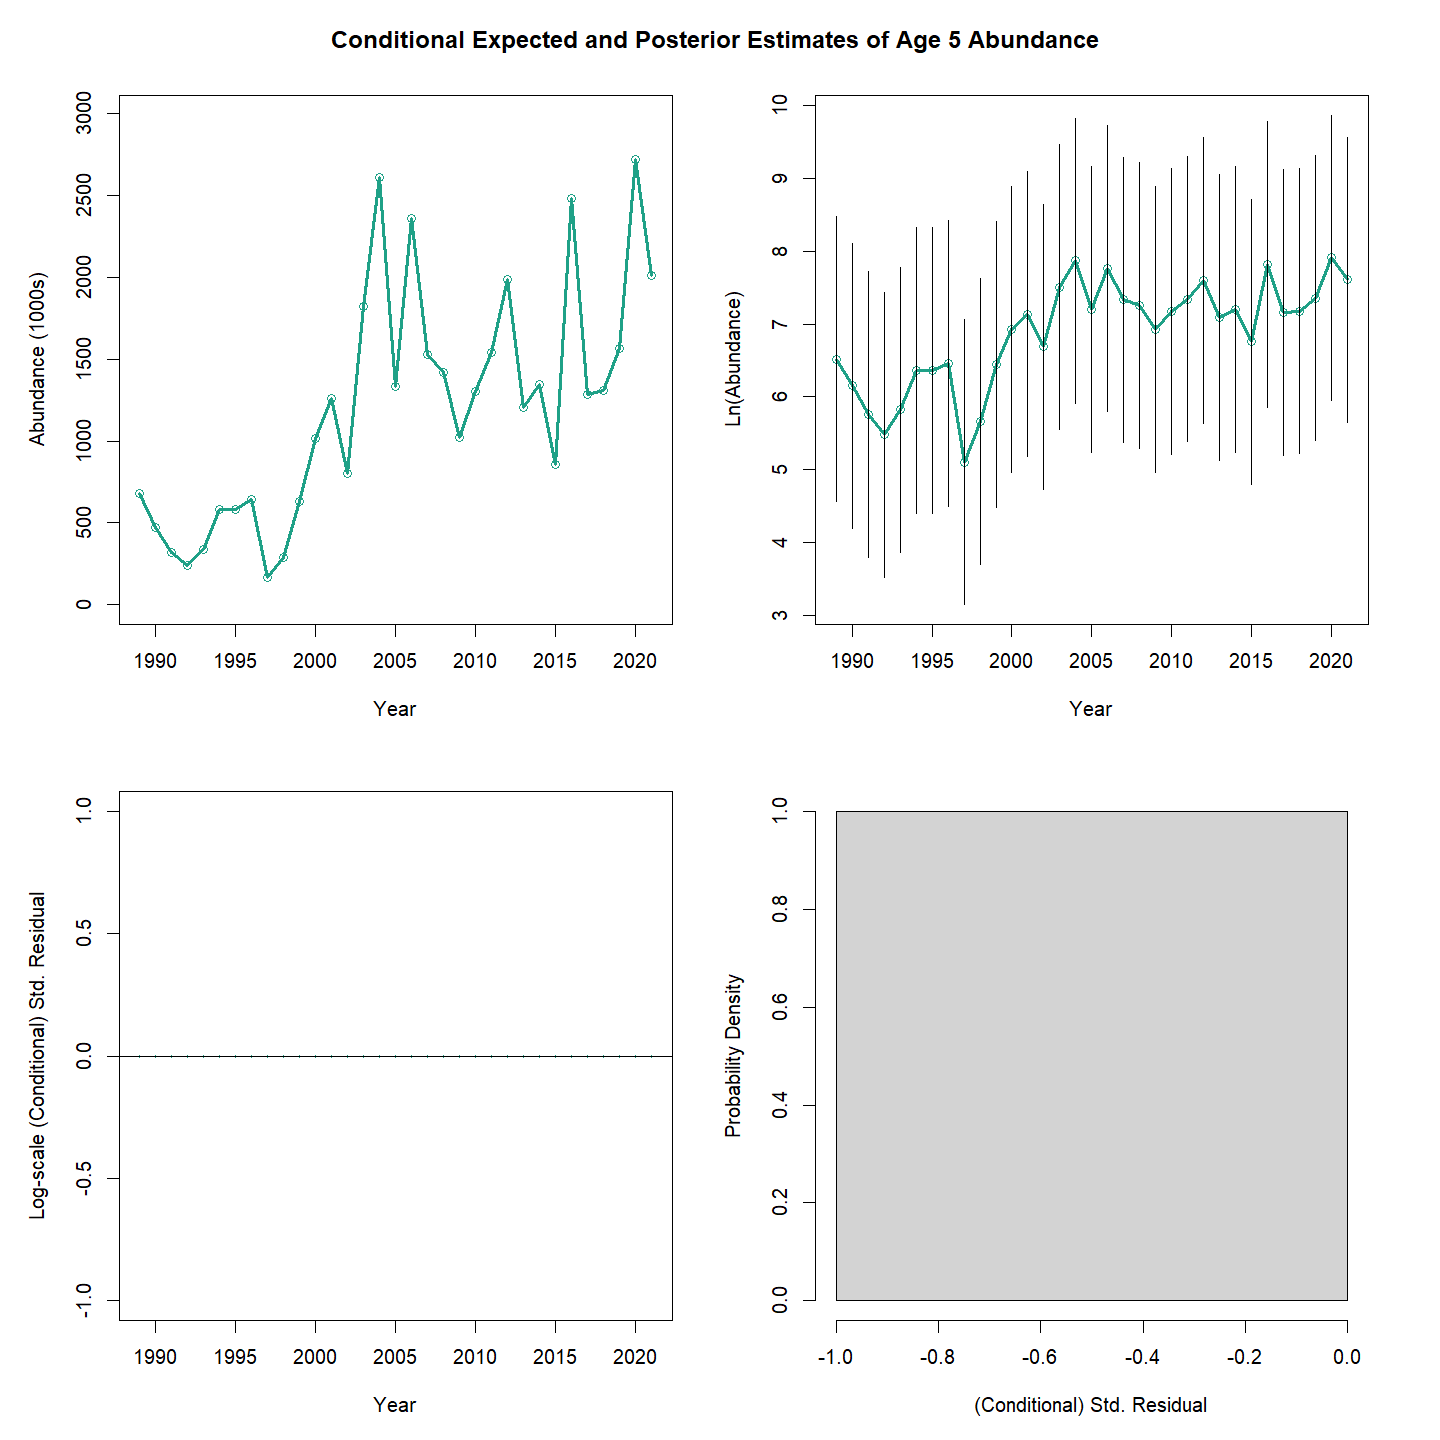 Conditional Expected and Posterior Estimates of Age 5 Abundance
Abundance (1000s)
3000
2500
2000
1500
1000
500
0
1990 1995 2000 2005 2010 2015 2020
Year
Ln(Abundance)
10
9
8
7
6
5
4
3
1990 1995 2000 2005 2010 2015 2020
Year
Log-scale (Conditional) Std. Residual
1.0
0.5
0.0
-0.5
-1.0
1990 1995 2000 2005 2010 2015 2020
Year
Probability Density
1.0
0.8
0.6
0.4
0.2
0.0
-1.0 -0.8 -0.6 -0.4 -0.2 0.0
(Conditional) Std. Residual